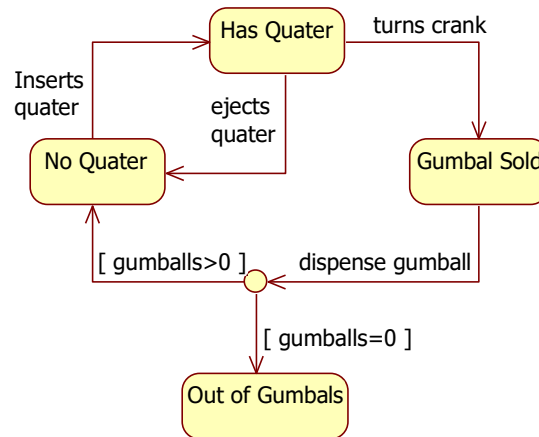 Has Quater
turns crank
Inserts
quater
ejects
quater
No Quater
Gumbal Sold
[ gumballs>0 ]
dispense gumball
[ gumballs=0 ]
Out of Gumbals